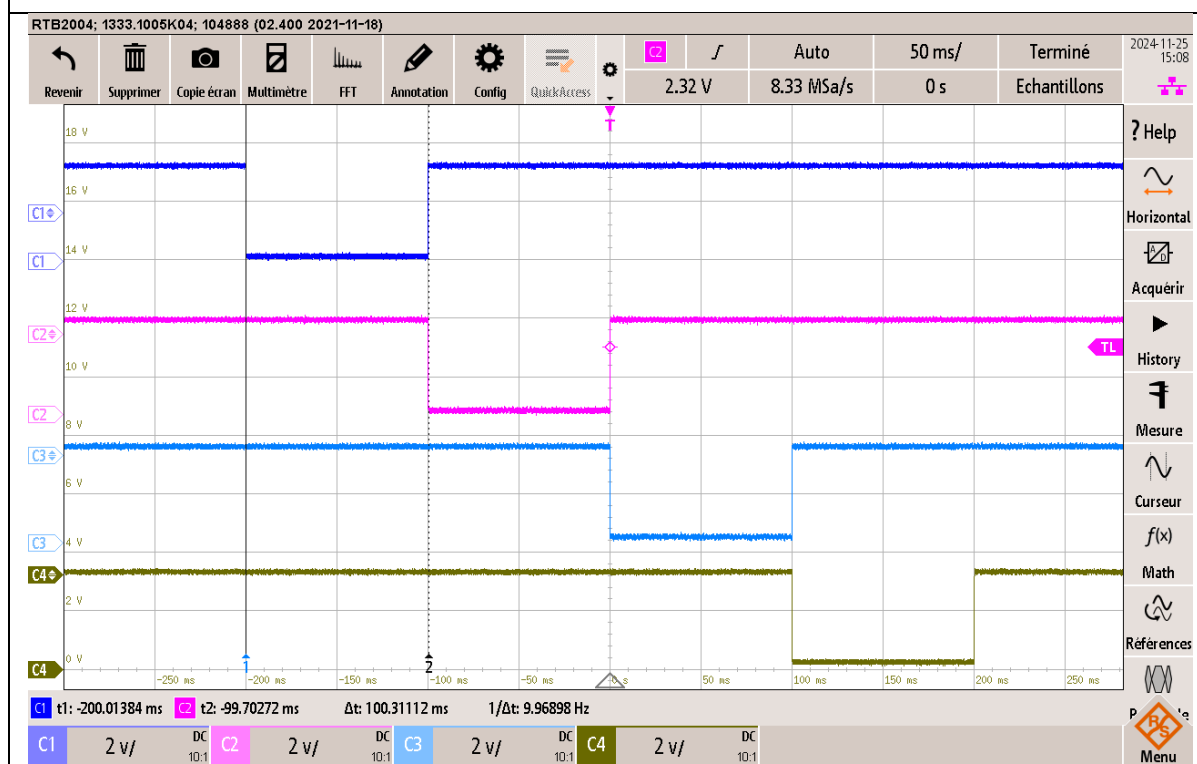 RTB2004; 1333.1005K04; 104888 (02.400 2021-11-18)
Revenir Supprimer Copie écran Multimètre FFT Annotation Config QuickAccess
C2 Auto 50 ms/ Terminé
2.32 V 8.33 MSa/s 0 s Echantillons
2024-11-25
15:08
T
18 V
16 V
C1
14 V
C1
12 V
C2
TL
10 V
C2
8 V
C3
6 V
C3
4 V
C4
2 V
C4
0 V
1 2
-250 ms -200 ms -150 ms -100 ms -50 ms 0 s 50 ms 100 ms 150 ms 200 ms 250 ms
? Help
Horizontal
Acquérir
History
Mesure
Curseur
f(x)
Math
Références
R&S
Menu
C1 t1: -200.01384 ms C2 t2: -99.70272 ms Δt: 100.31112 ms 1/Δt: 9.96898 Hz
C1 2 V/ DC 10:1 C2 2 V/ DC 10:1 C3 2 V/ DC 10:1 C4 2 V/ DC 10:1